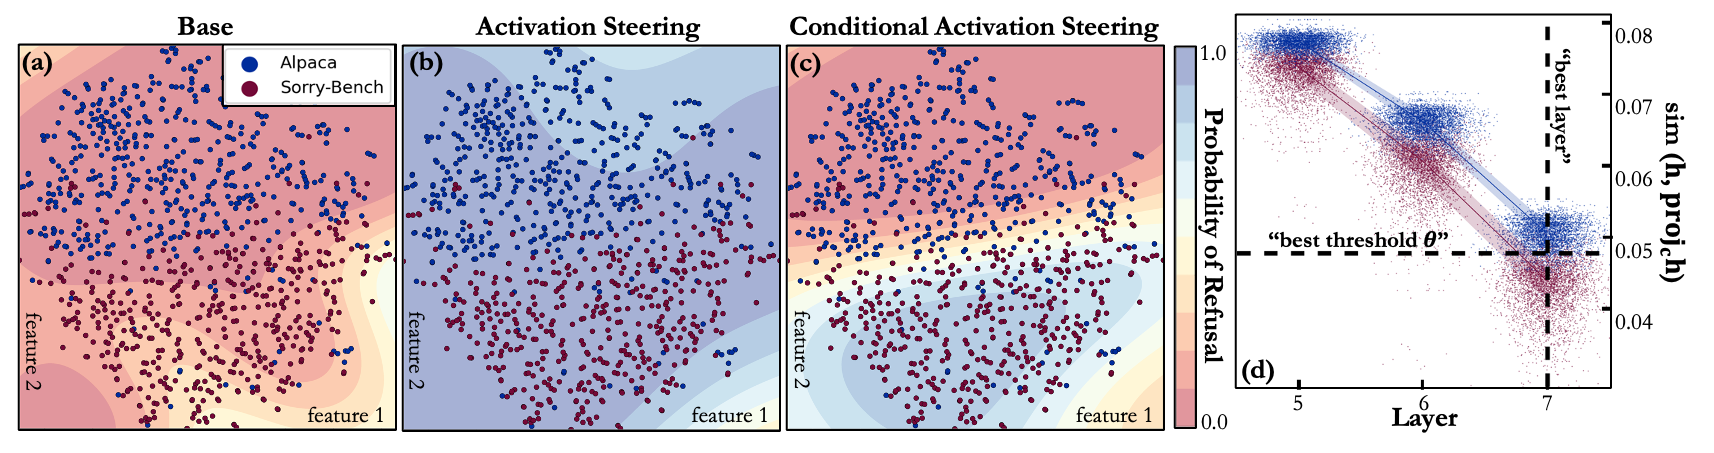 Base
Activation Steering
Conditional Activation Steering
(a)
Alpaca
Sorry-Bench
feature 2
feature 1
(b)
feature 2
feature 1
(c)
feature 2
feature 1
1.0
Probability of Refusal
0.0
0.08
0.07
0.06
0.05
0.04
sim (h, proj_c h)
"best layer"
"best threshold θ"
(d)
5
6
7
Layer